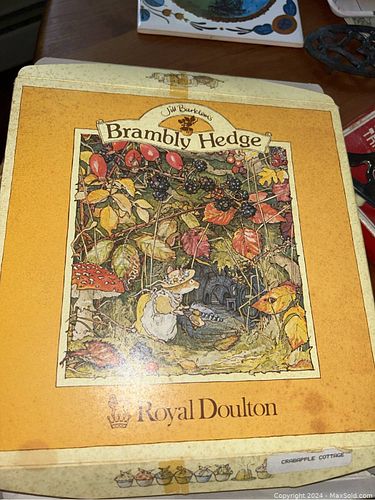 Jill Barklem's
Brambly Hedge
Royal Doulton
CRABAPPLE COTTAGE
Copyright 2024 - MaxSold.com